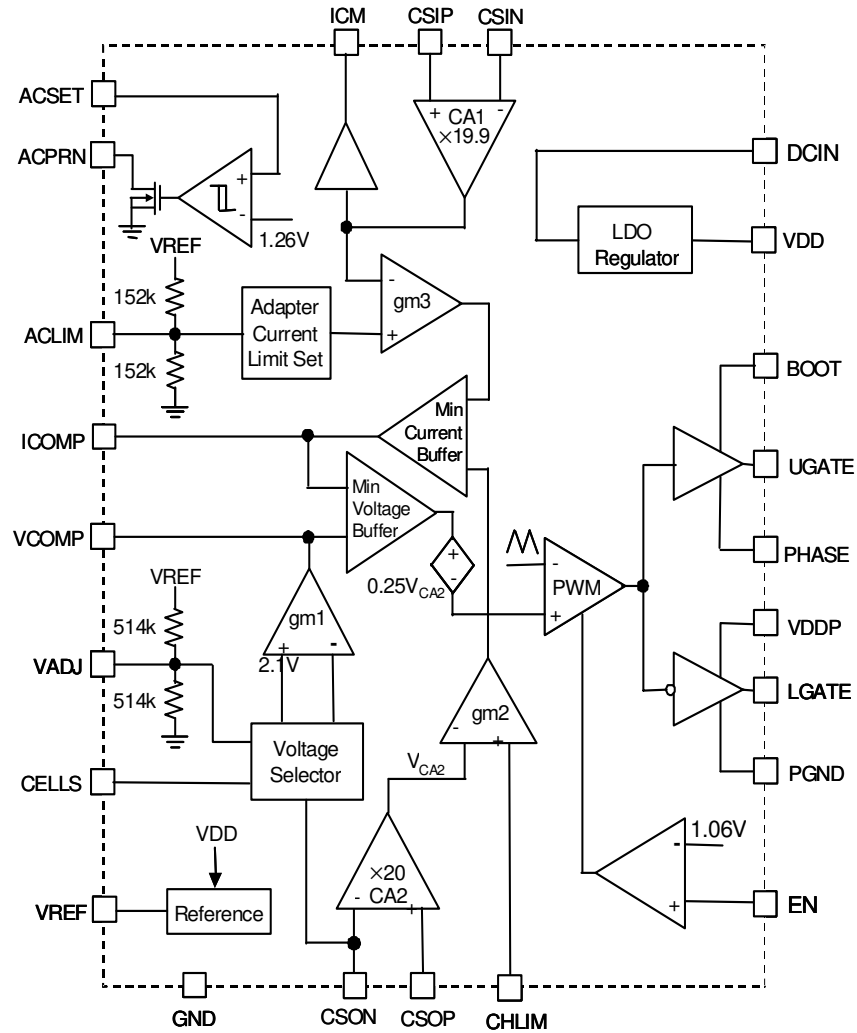 ICM CSIP CSIN
ACSET
ACPRN
+ CA1 -
×19.9
DCIN
+
-
1.26V
LDO
Regulator
VDD
VREF
152k
Adapter
Current
Limit Set
-
gm3
+
ACLIM
152k
BOOT
Min
Current
Buffer
ICOMP
UGATE
Min
Voltage
Buffer
VCOMP
+
-
0.25VCA2
-
PWM
+
PHASE
VREF
514k
gm1
+ -
2.1V
VDDP
VADJ
514k
LGATE
gm2
- +
Voltage
Selector
VCA2
CELLS
PGND
VDD
×20
- CA2
+
1.06V
-
+
VREF
Reference
EN
GND
CSON
CSOP
CHLIM